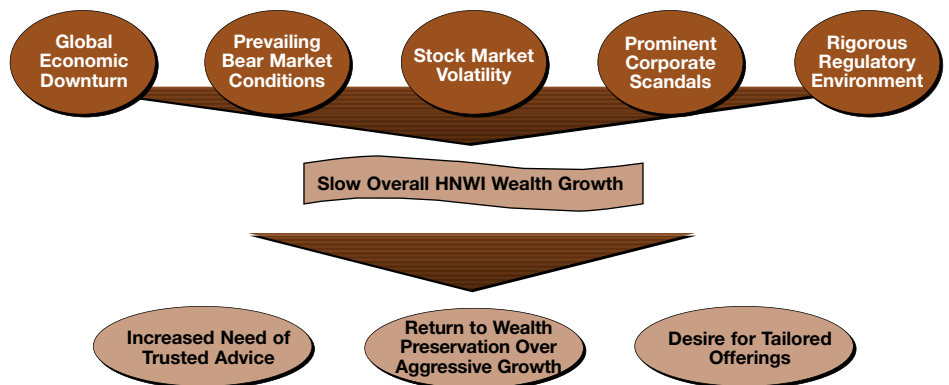 Global
Economic
Downturn
Prevailing
Bear Market
Conditions
Stock Market
Volatility
Prominent
Corporate
Scandals
Rigorous
Regulatory
Environment
Slow Overall HNWI Wealth Growth
Increased Need of
Trusted Advice
Return to Wealth
Preservation Over
Aggressive Growth
Desire for Tailored
Offerings